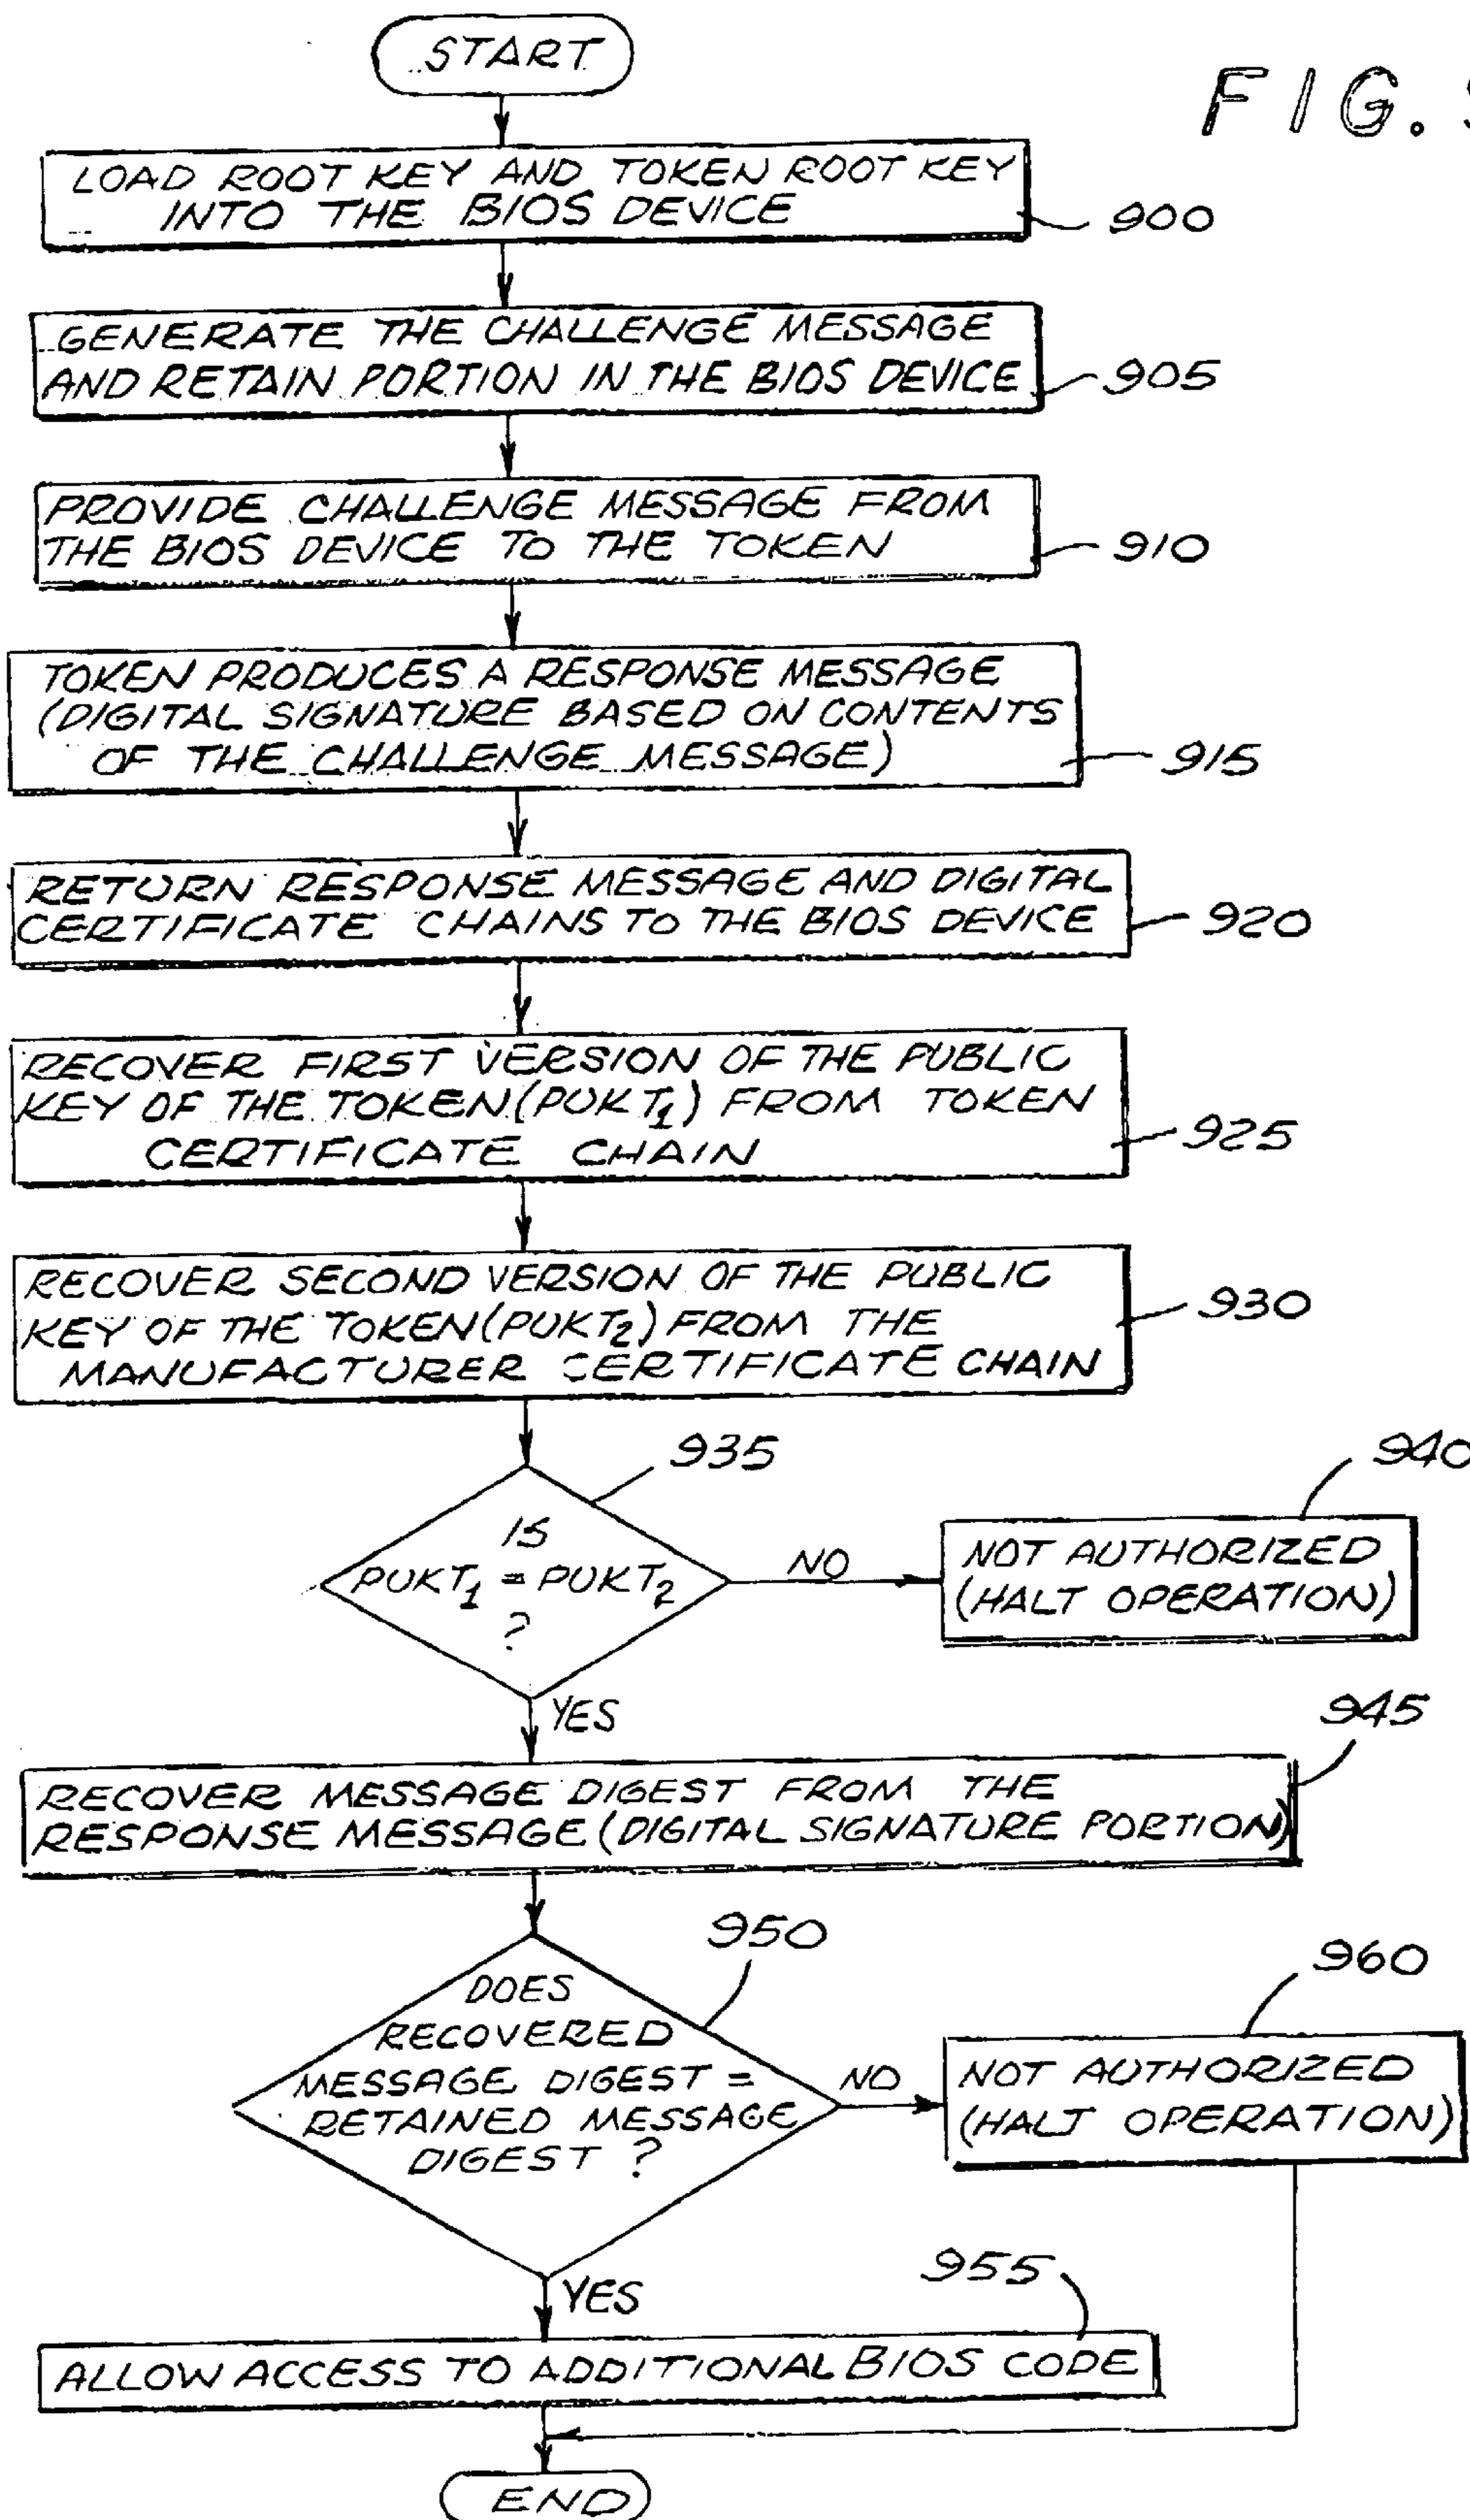 START
FIG.
LOAD ROOT KEY AND TOKEN ROOT KEY
INTO THE BIOS DEVICE
900
GENERATE THE CHALLENGE MESSAGE
AND RETAIN PORTION IN THE BIOS DEVICE
905
PROVIDE CHALLENGE MESSAGE FROM
THE BIOS DEVICE TO THE TOKEN
910
TOKEN PRODUCES A RESPONSE MESSAGE
(DIGITAL SIGNATURE BASED ON CONTENTS
OF THE CHALLENGE MESSAGE)
915
RETURN RESPONSE MESSAGE AND DIGITAL
CERTIFICATE CHAINS TO THE BIOS DEVICE
920
RECOVER FIRST VERSION OF THE PUBLIC
KEY OF THE TOKEN (PUKT1) FROM TOKEN
CERTIFICATE CHAIN
925
RECOVER SECOND VERSION OF THE PUBLIC
KEY OF THE TOKEN (PUKT2) FROM THE
MANUFACTURER CERTIFICATE CHAIN
930
935
IS
PUKT1 = PUKT2
?
NO
940
NOT AUTHORIZED
(HALT OPERATION)
YES
945
RECOVER MESSAGE DIGEST FROM THE
RESPONSE MESSAGE (DIGITAL SIGNATURE PORTION)
950
DOES
RECOVERED
MESSAGE DIGEST =
RETAINED MESSAGE
DIGEST ?
NO
960
NOT AUTHORIZED
(HALT OPERATION)
YES
955
ALLOW ACCESS TO ADDITIONAL BIOS CODE
END